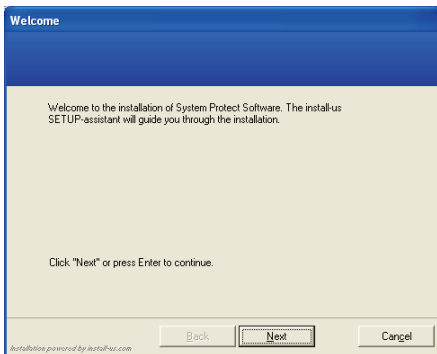 Welcome
Welcome to the installation of System Protect Software. The install-us
SETUP-assistant will guide you through the installation.
Click "Next" or press Enter to continue.
Installation powered by install-us.com
Back
Next
Cancel